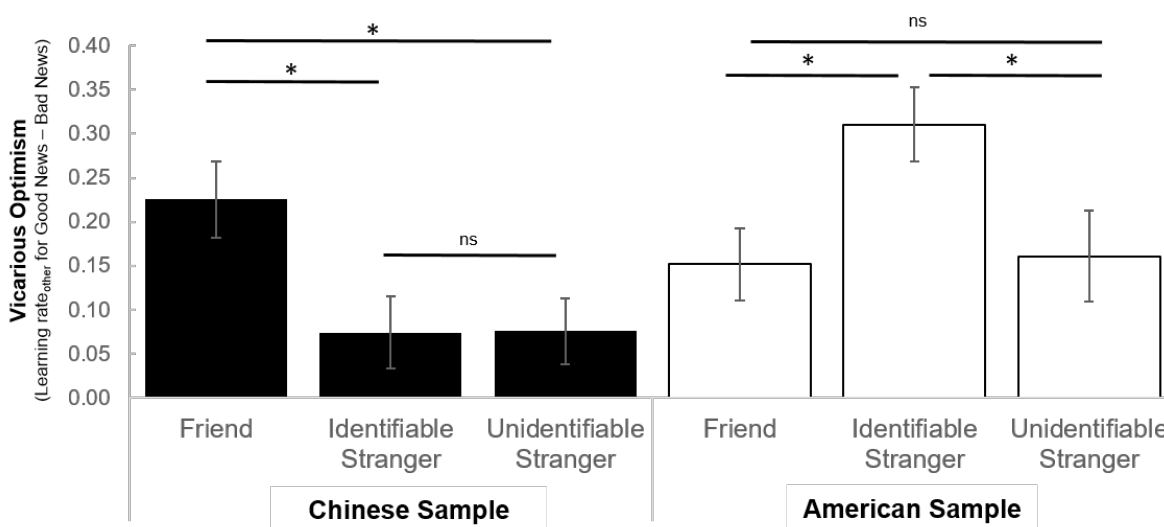 ns
*
0.40
*
*
*
0.35
0.30
0.25
ns
0.20
0.15
0.10
0.05
0.00
Vicarious Optimism
(Learning rateother for Good News – Bad News)
Friend
Identifiable
Stranger
Unidentifiable
Stranger
Friend
Identifiable
Stranger
Unidentifiable
Stranger
Chinese Sample
American Sample